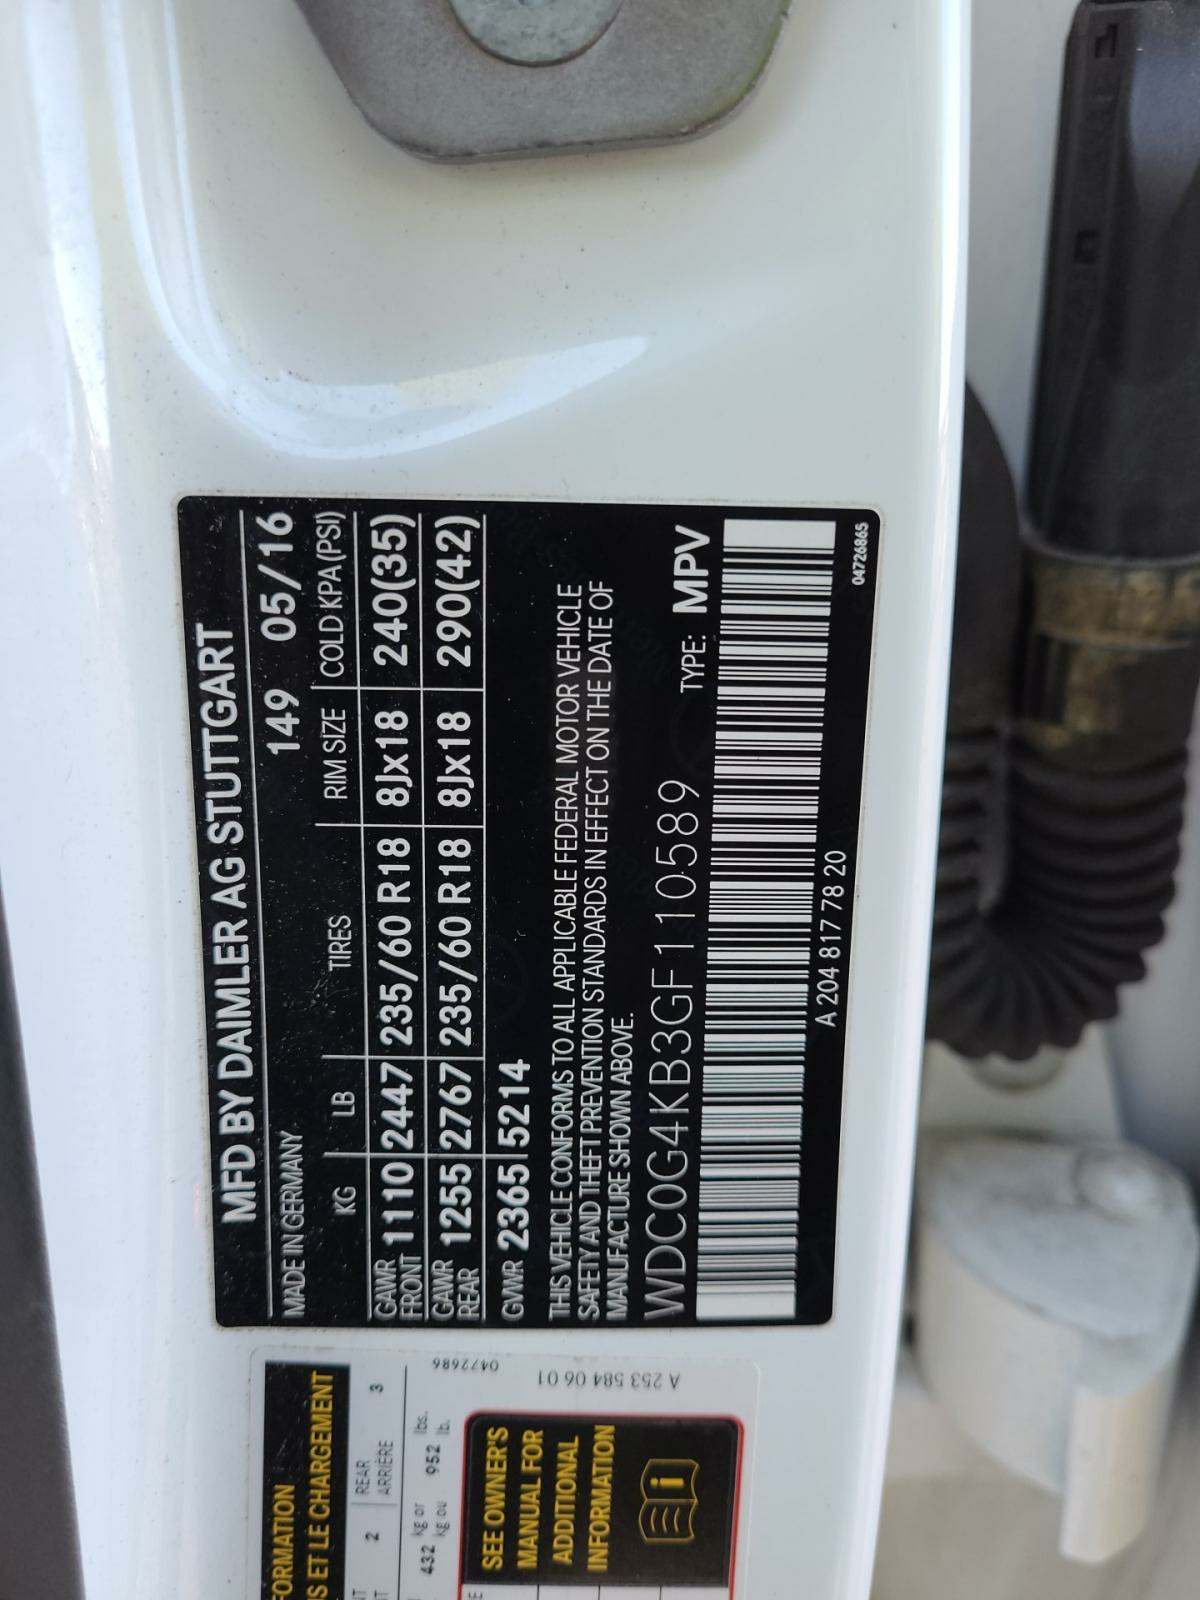 MFD BY DAIMLER AG STUTTGART
MADE IN GERMANY 149 05/16
KG LB TIRES RIM SIZE COLD KPA(PSI)
GAWR FRONT 1110 2447 235/60 R18 8Jx18 240(35)
GAWR REAR 1255 2767 235/60 R18 8Jx18 290(42)
GVWR 2365 5214
THIS VEHICLE CONFORMS TO ALL APPLICABLE FEDERAL MOTOR VEHICLE
SAFETY AND THEFT PREVENTION STANDARDS IN EFFECT ON THE DATE OF
MANUFACTURE SHOWN ABOVE.
WDC0G4KB3GF110589 TYPE: MPV
A 204 817 78 20 04726865
ET LE CHARGEMENT
2 REAR 3
ARRIÈRE
432 kg or 952 lbs.
kg ou lb.
0472686
A 253 584 06 01
SEE OWNER'S
MANUAL FOR
ADDITIONAL
INFORMATION